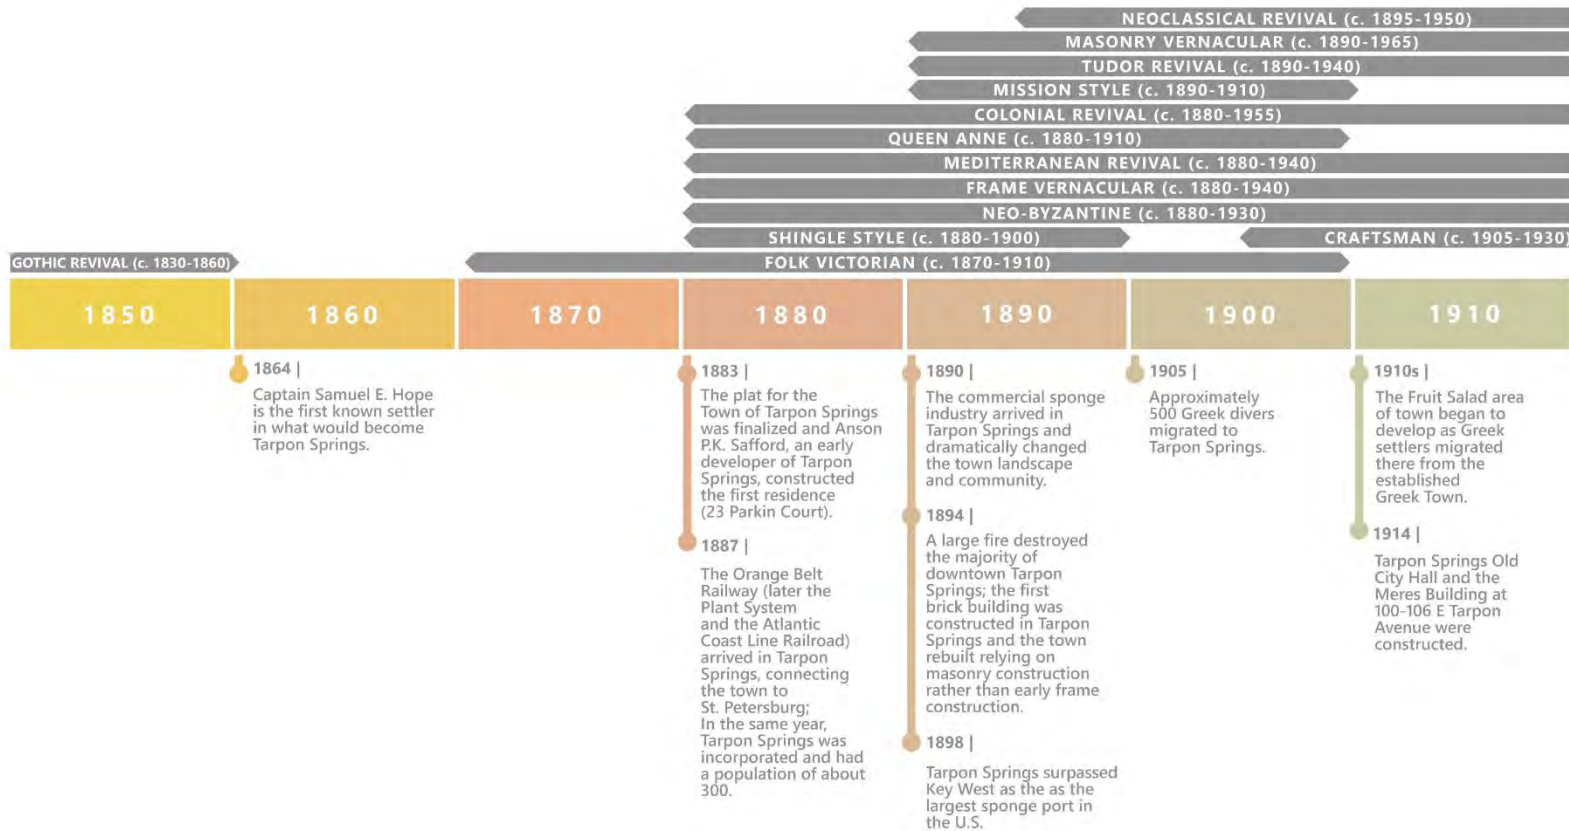 NEOCLASSICAL REVIVAL (c. 1895-1950)
MASONRY VERNACULAR (c. 1890-1965)
TUDOR REVIVAL (c. 1890-1940)
MISSION STYLE (c. 1890-1910)
COLONIAL REVIVAL (c. 1880-1955)
QUEEN ANNE (c. 1880-1910)
MEDITERRANEAN REVIVAL (c. 1880-1940)
FRAME VERNACULAR (c. 1880-1940)
NEO-BYZANTINE (c. 1880-1930)
SHINGLE STYLE (c. 1880-1900)
CRAFTSMAN (c. 1905-1930)
GOTHIC REVIVAL (c. 1830-1860)
FOLK VICTORIAN (c. 1870-1910)
1850
1860
1870
1880
1890
1900
1910
1864 |
Captain Samuel E. Hope
is the first known settler
in what would become
Tarpon Springs.
1883 |
The plat for the
Town of Tarpon Springs
was finalized and Anson
P.K. Safford, an early
developer of Tarpon
Springs, constructed
the first residence
(23 Parkin Court).
1887 |
The Orange Belt
Railway (later the
Plant System
and the Atlantic
Coast Line Railroad)
arrived in Tarpon
Springs, connecting
the town to
St. Petersburg;
In the same year,
Tarpon Springs was
incorporated and had
a population of about
300.
1890 |
The commercial sponge
industry arrived in
Tarpon Springs and
dramatically changed
the town landscape
and community.
1894 |
A large fire destroyed
the majority of
downtown Tarpon
Springs; the first
brick building was
constructed in Tarpon
Springs and the town
rebuilt relying on
masonry construction
rather than early frame
construction.
1898 |
Tarpon Springs surpassed
Key West as the as the
largest sponge port in
the U.S.
1905 |
Approximately
500 Greek divers
migrated to
Tarpon Springs.
1910s |
The Fruit Salad area
of town began to
develop as Greek
settlers migrated
there from the
established
Greek Town.
1914 |
Tarpon Springs Old
City Hall and the
Meres Building at
100-106 E Tarpon
Avenue were
constructed.